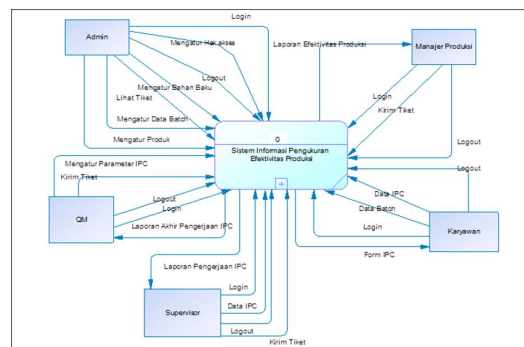 Login
Admin
Mengatur Hak akses
Laporan Efektivitas Produksi
Manajer Produksi
Logout
Login
Mengatur Bahan Baku
Lihat Tiket
Kirim Tiket
Mengatur Data Batch
Mengatur Produk
0
Sistem Informasi Pengukuran
Efektivitas Produksi
Logout
Mengatur Parameter IPC
Logout
Kirim Tiket
Data IPC
Logout
Login
Data Batch
QM
Laporan Akhir Pengerjaan IPC
Login
Karyawan
Form IPC
Laporan Pengerjaan IPC
Login
Data IPC
Supervisor
Logout
Kirim Tiket